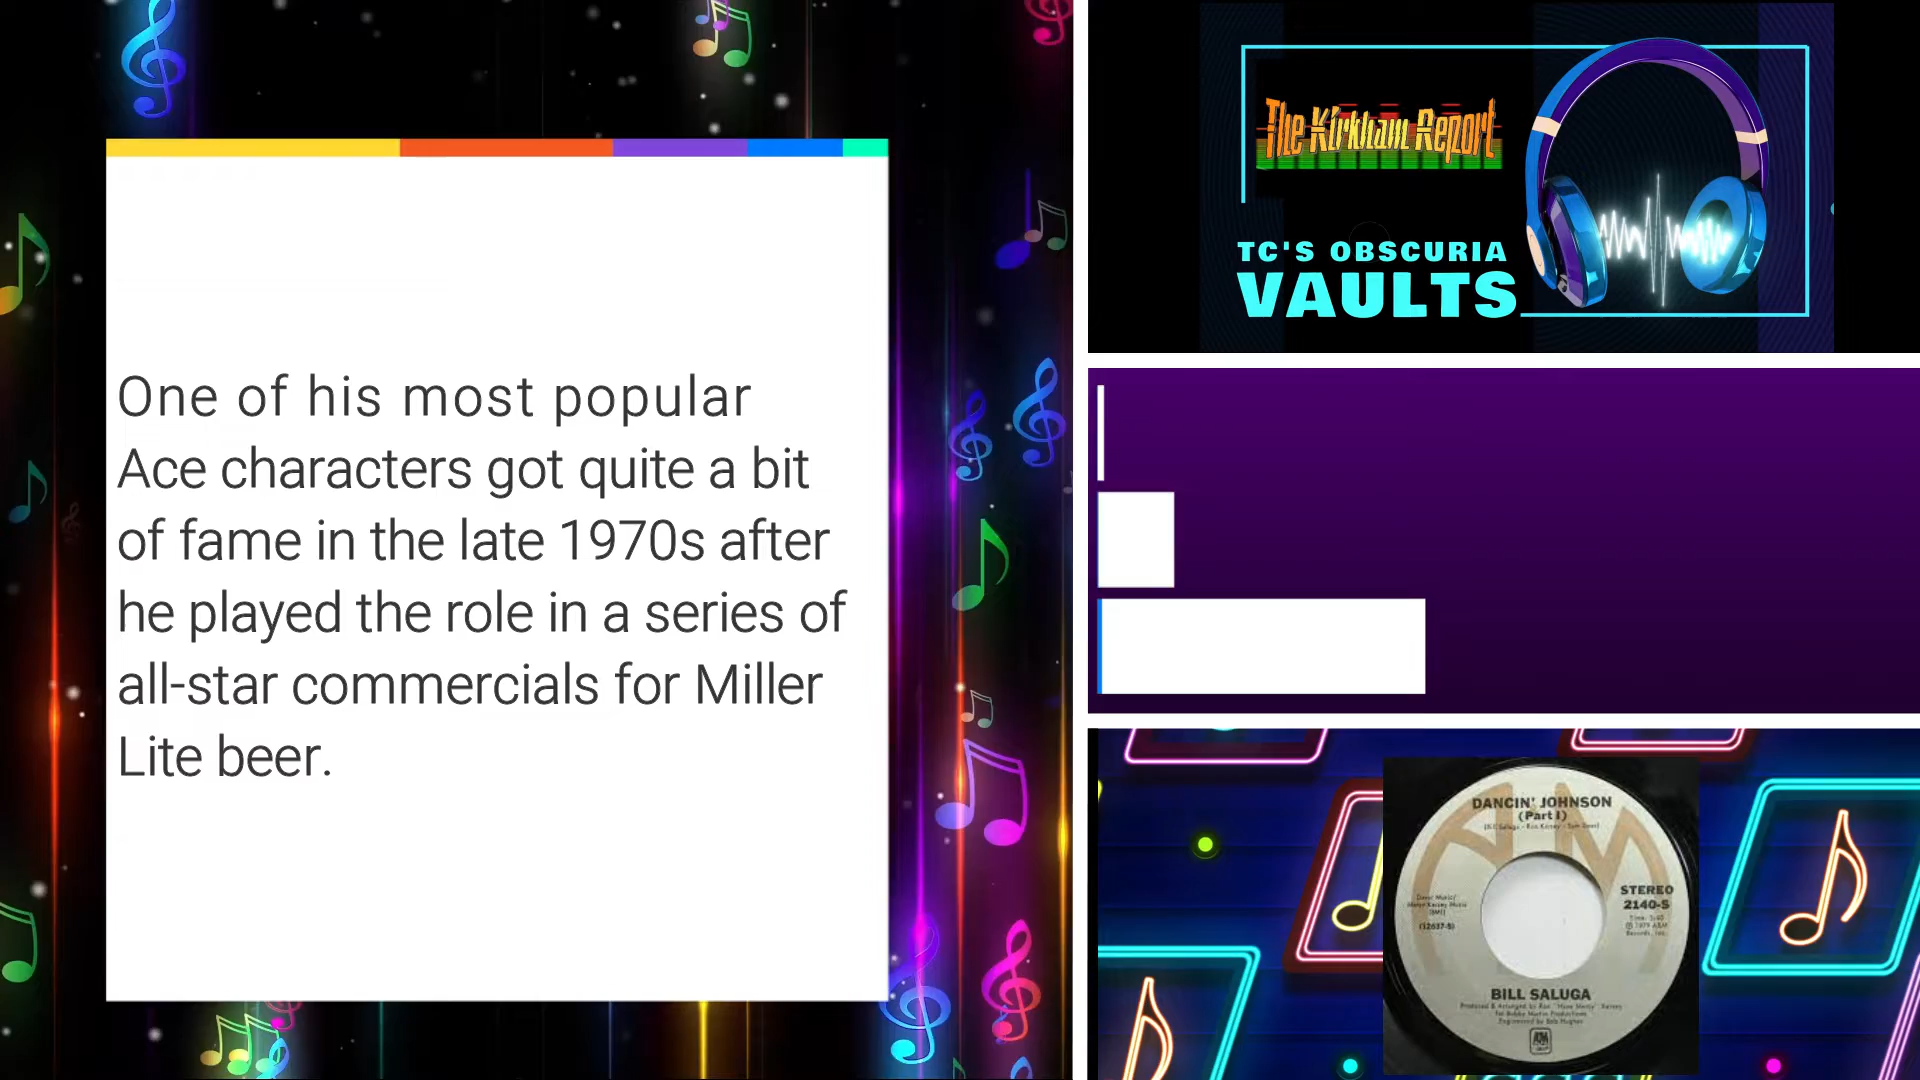 One of his most popular
Ace characters got quite a bit
of fame in the late 1970s after
he played the role in a series of
all-star commercials for Miller
Lite beer.
The Kirkham Report
TC'S OBSCURIA
VAULTS
DANCIN' JOHNSON
(Part I)
STEREO
2140-S
(12637-S)
BILL SALUGA